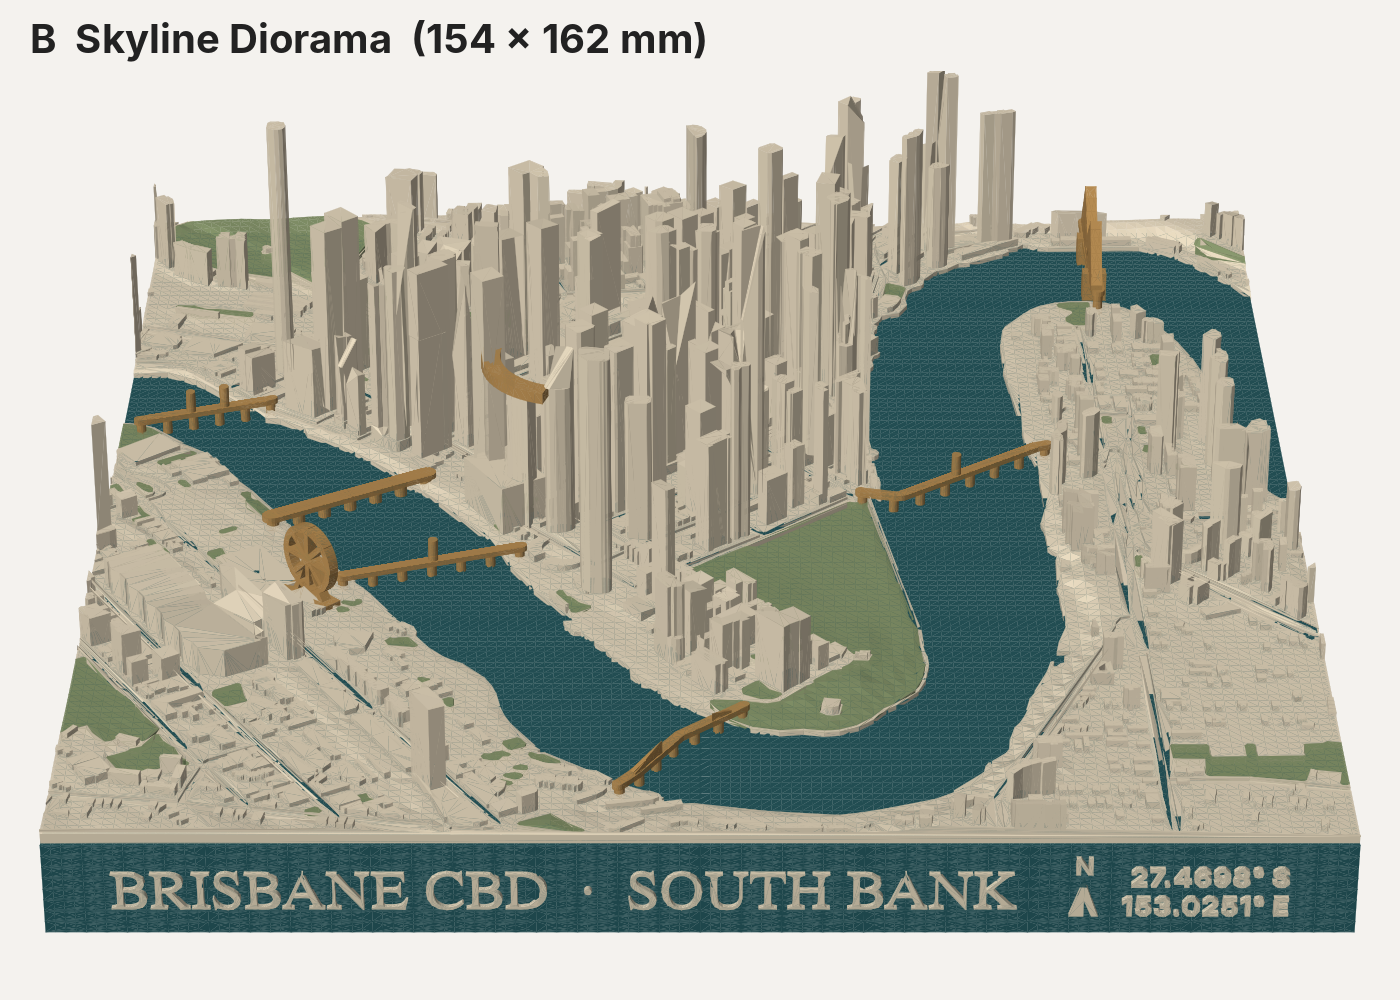 B Skyline Diorama (154 × 162 mm)
BRISBANE CBD · SOUTH BANK
N
27.4698° S
153.0251° E